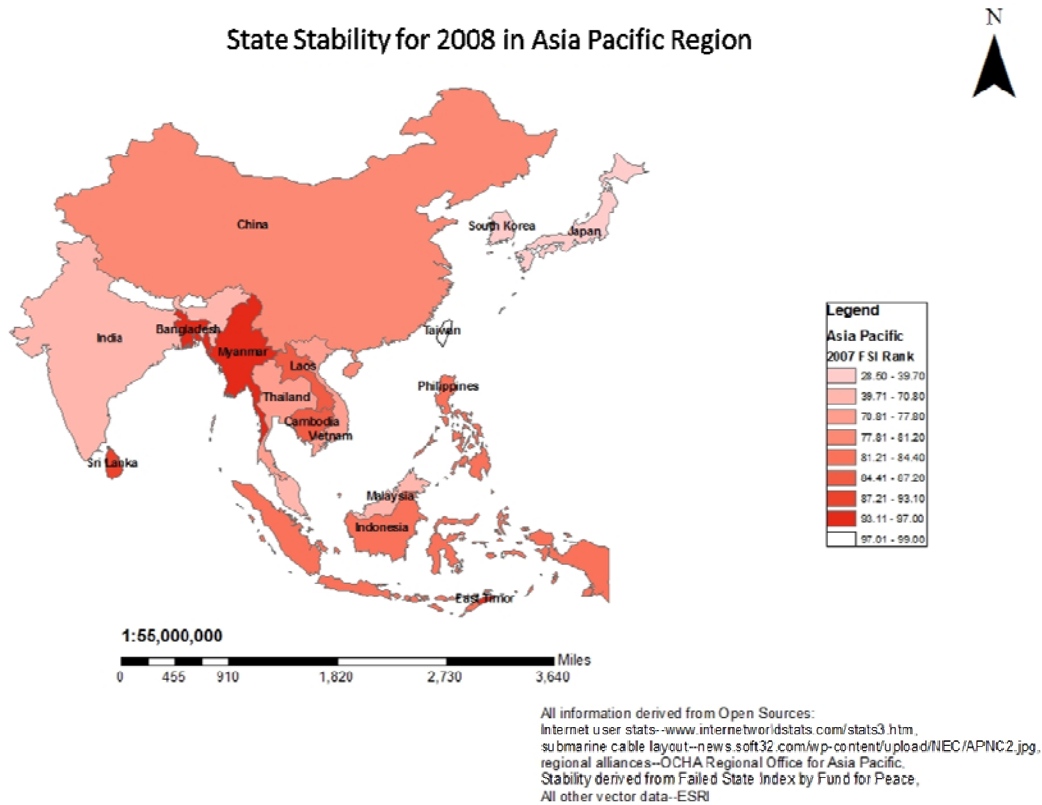 State Stability for 2008 in Asia Pacific Region
N
China
South Korea
Japan
India
Bangladesh
Myanmar
Taiwan
Laos
Thailand
Philippines
Cambodia
Vietnam
Sri Lanka
Malaysia
Indonesia
East Timor
Legend
Asia Pacific
2007 FSI Rank
28.50 - 39.70
39.71 - 70.80
70.81 - 77.80
77.81 - 81.20
81.21 - 84.40
84.41 - 87.20
87.21 - 93.10
93.11 - 97.00
97.01 - 99.00
1:55,000,000
Miles
0 455 910 1,820 2,730 3,640
All information derived from Open Sources:
Internet user stats--www.internetworldstats.com/stats3.htm,
submarine cable layout--news.soft32.com/wp-content/upload/NEC/APNC2.jpg,
regional alliances--OCHA Regional Office for Asia Pacific,
Stability derived from Failed State Index by Fund for Peace,
All other vector data--ESRI